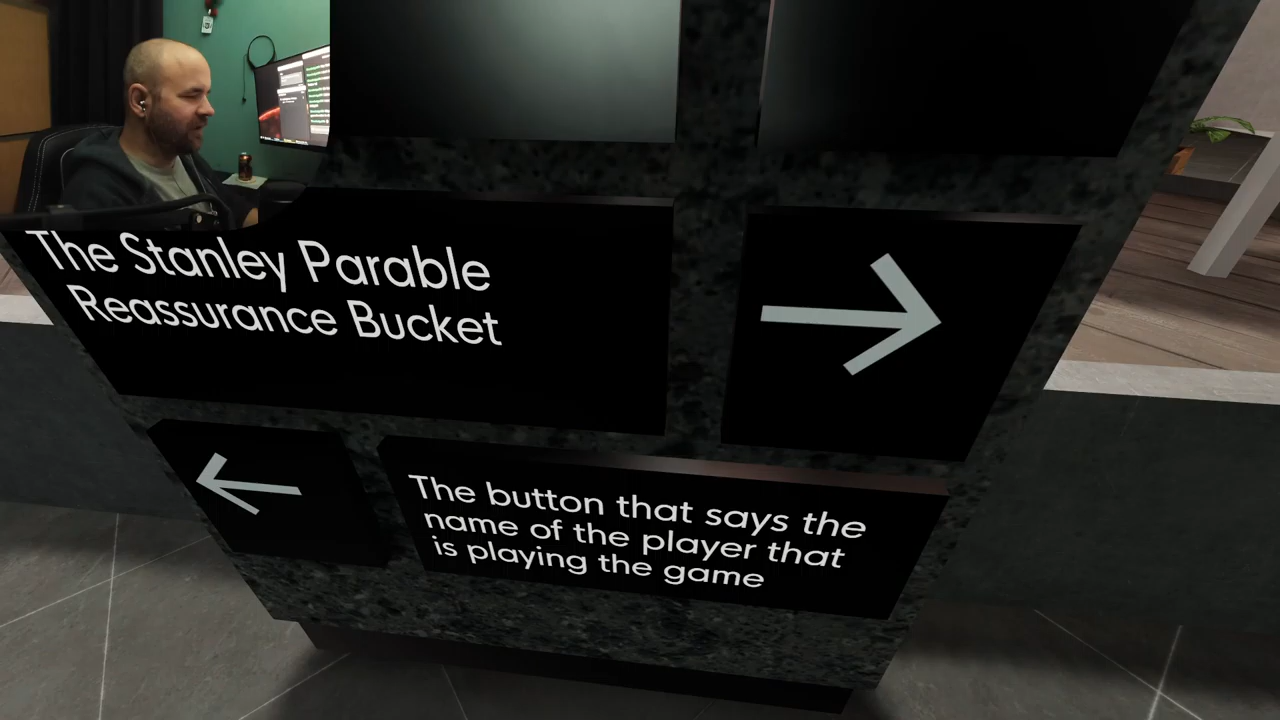 The Stanley Parable
Reassurance Bucket
The button that says the
name of the player that
is playing the game